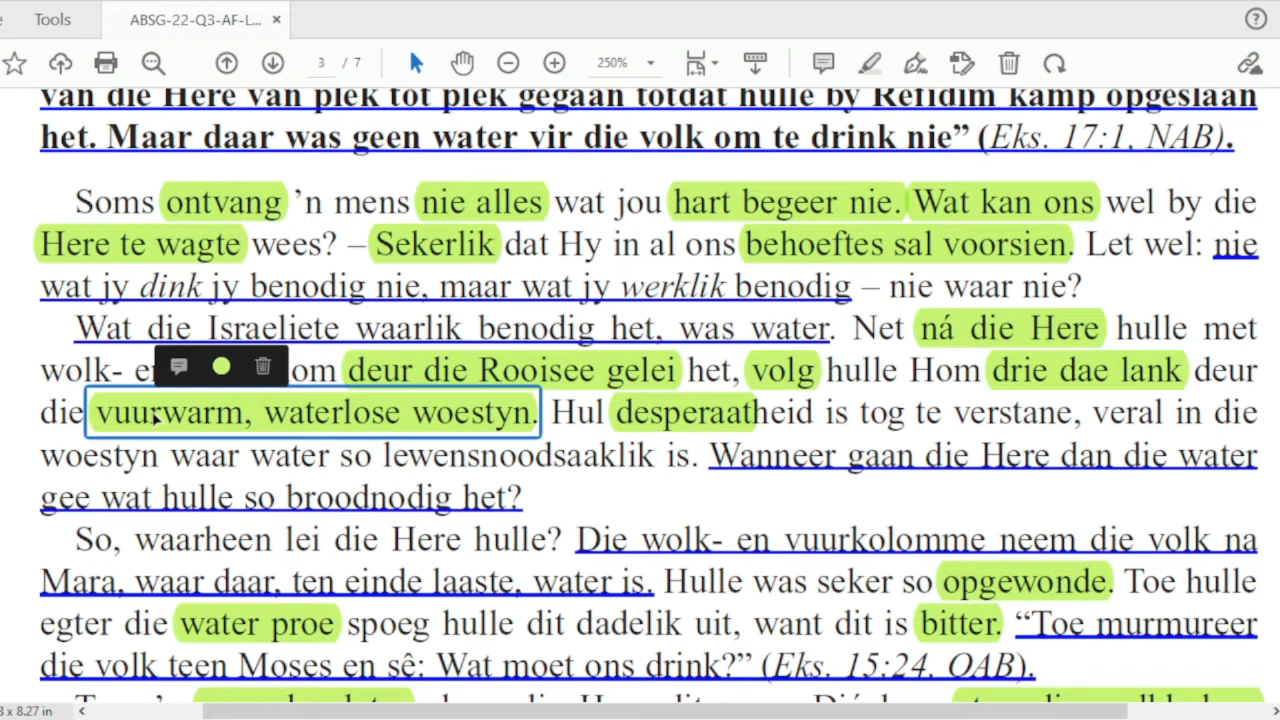 Tools
ABSG-22-Q3-AF-L... ×
3 / 7
250%
van die Here van plek tot plek gegaan totdat hulle by Refidim kamp opgeslaan
het. Maar daar was geen water vir die volk om te drink nie” (Eks. 17:1, NAB).
Soms ontvang ’n mens nie alles wat jou hart begeer nie. Wat kan ons wel by die
Here te wagte wees? – Sekerlik dat Hy in al ons behoeftes sal voorsien. Let wel: nie
wat jy dink jy benodig nie, maar wat jy werklik benodig – nie waar nie?
Wat die Israeliete waarlik benodig het, was water. Net ná die Here hulle met
wolk- en om deur die Rooisee gelei het, volg hulle Hom drie dae lank deur
die vuurwarm, waterlose woestyn. Hul desperaatheid is tog te verstane, veral in die
woestyn waar water so lewensnoodsaaklik is. Wanneer gaan die Here dan die water
gee wat hulle so broodnodig het?
So, waarheen lei die Here hulle? Die wolk- en vuurkolomme neem die volk na
Mara, waar daar, ten einde laaste, water is. Hulle was seker so opgewonde. Toe hulle
egter die water proe spoeg hulle dit dadelik uit, want dit is bitter. “Toe murmureer
die volk teen Moses en sê: Wat moet ons drink?” (Eks. 15:24, OAB).
x 8.27 in